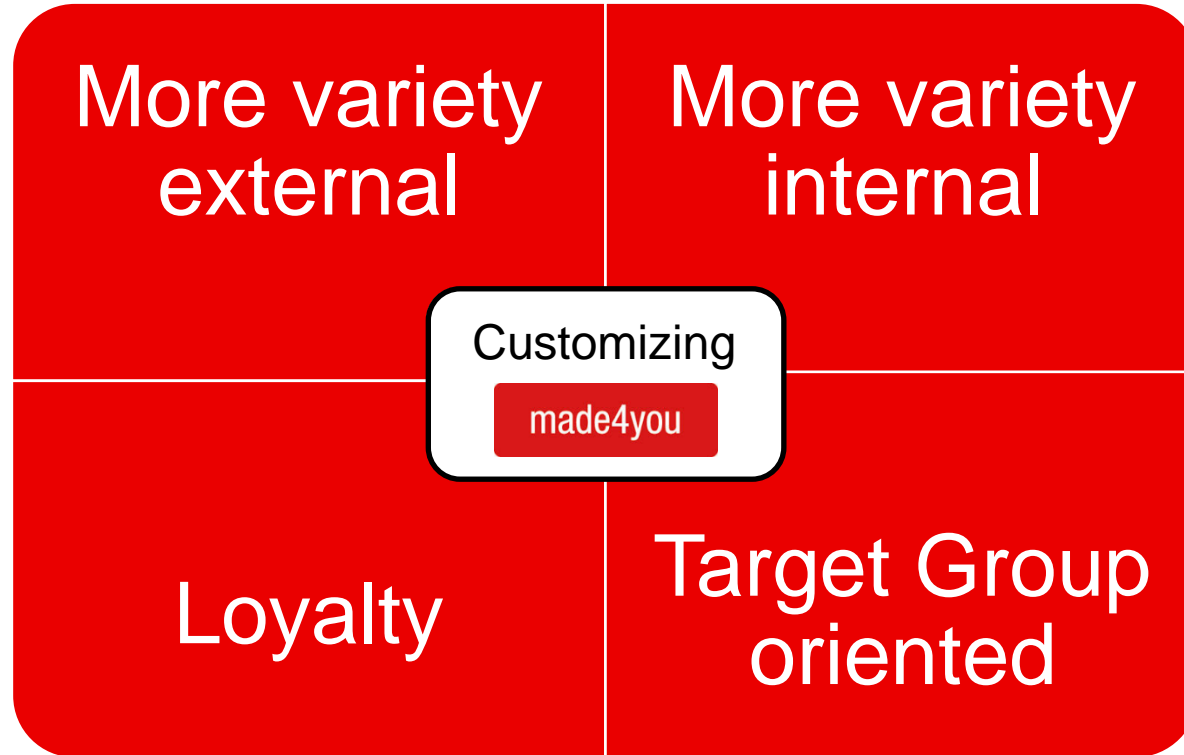 More variety
external
More variety
internal
Customizing
made4you
Loyalty
Target Group
oriented